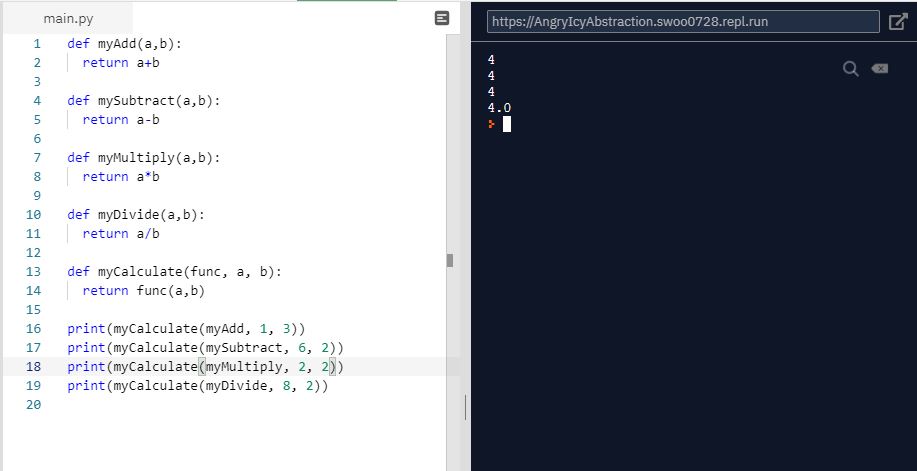 main.py
1 def myAdd(a,b):
2 return a+b
3
4 def mySubtract(a,b):
5 return a-b
6
7 def myMultiply(a,b):
8 return a*b
9
10 def myDivide(a,b):
11 return a/b
12
13 def myCalculate(func, a, b):
14 return func(a,b)
15
16 print(myCalculate(myAdd, 1, 3))
17 print(myCalculate(mySubtract, 6, 2))
18 print(myCalculate(myMultiply, 2, 2))
19 print(myCalculate(myDivide, 8, 2))
20
https://AngryIcyAbstraction.swoo0728.repl.run
4
4
4
4.0